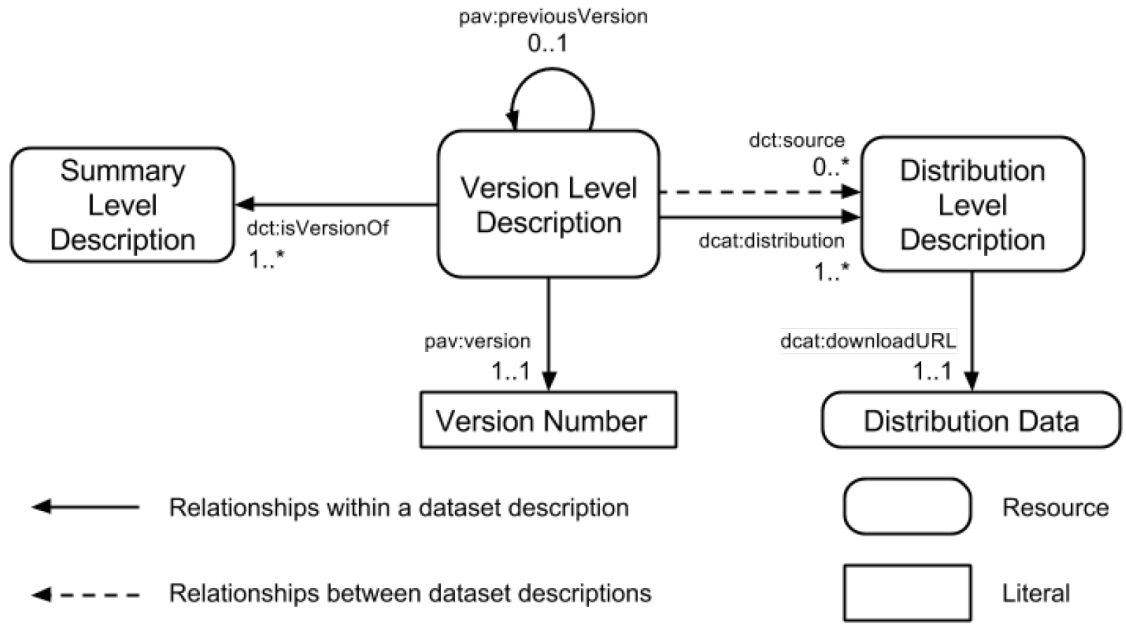 pav:previousVersion
0..1
Summary
Level
Description
dct:isVersionOf
1..*
Version Level
Description
dct:source
0..*
dcat:distribution
1..*
Distribution
Level
Description
pav:version
1..1
Version Number
dcat:downloadURL
1..1
Distribution Data
Relationships within a dataset description
Resource
Relationships between dataset descriptions
Literal